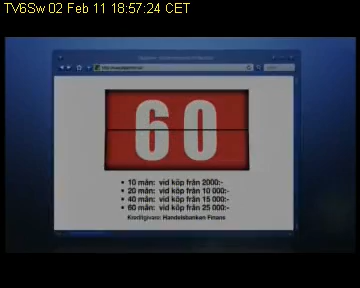 TV6Sw 02 Feb 11 18:57:24 CET
60
• 10 mån: vid köp från 2000:-
• 20 mån: vid köp från 10 000:-
• 40 mån: vid köp från 15 000:-
• 60 mån: vid köp från 25 000:-
Kreditgivare: Handelsbanken Finans